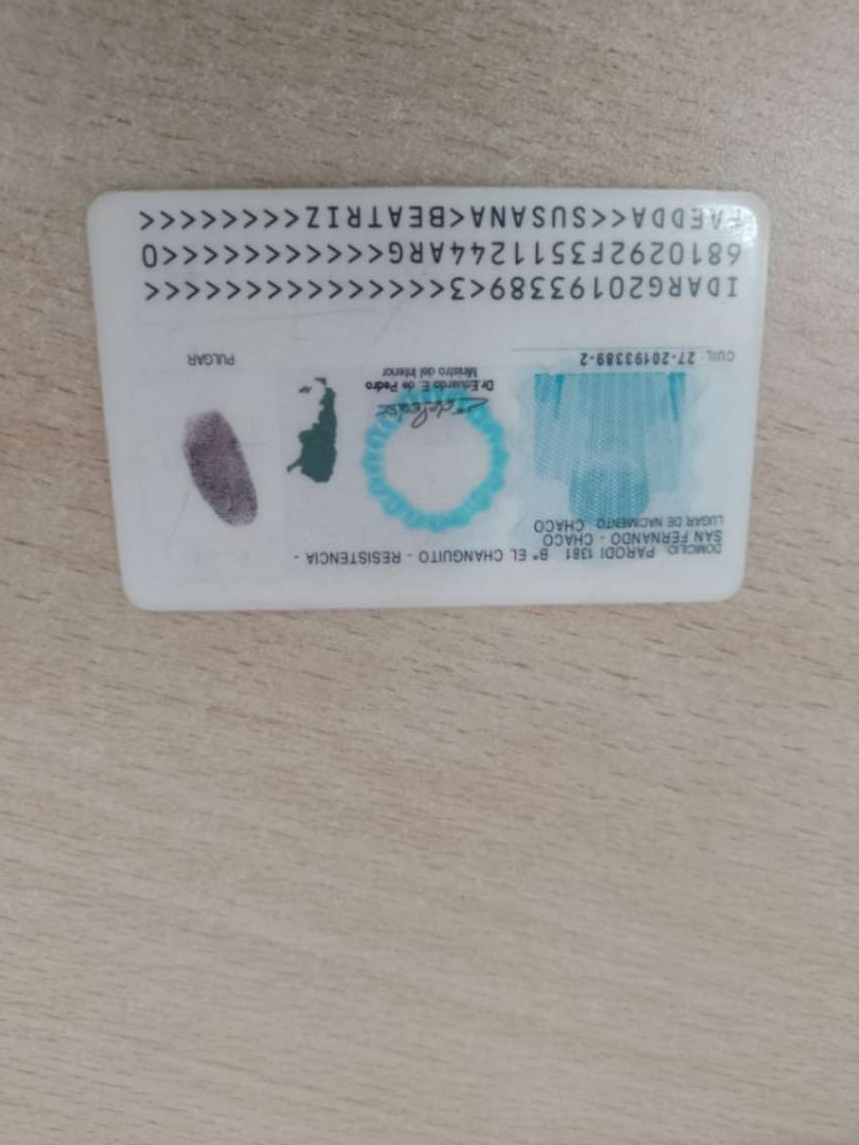 DOMICILIO: PARODI 1381 B° EL CHANGUITO - RESISTENCIA -
SAN FERNANDO - CHACO
LUGAR DE NACIMIENTO: CHACO
Dr. Eduardo E. de Pedro
Ministro del Interior
CUIL: 27-20193389-2
PULGAR
IDARG20193389<3<<<<<<<<<<<<<<<
6810292F3511244ARG<<<<<<<<<<<0
FAEDDA<<SUSANA<BEATRIZ<<<<<<<<